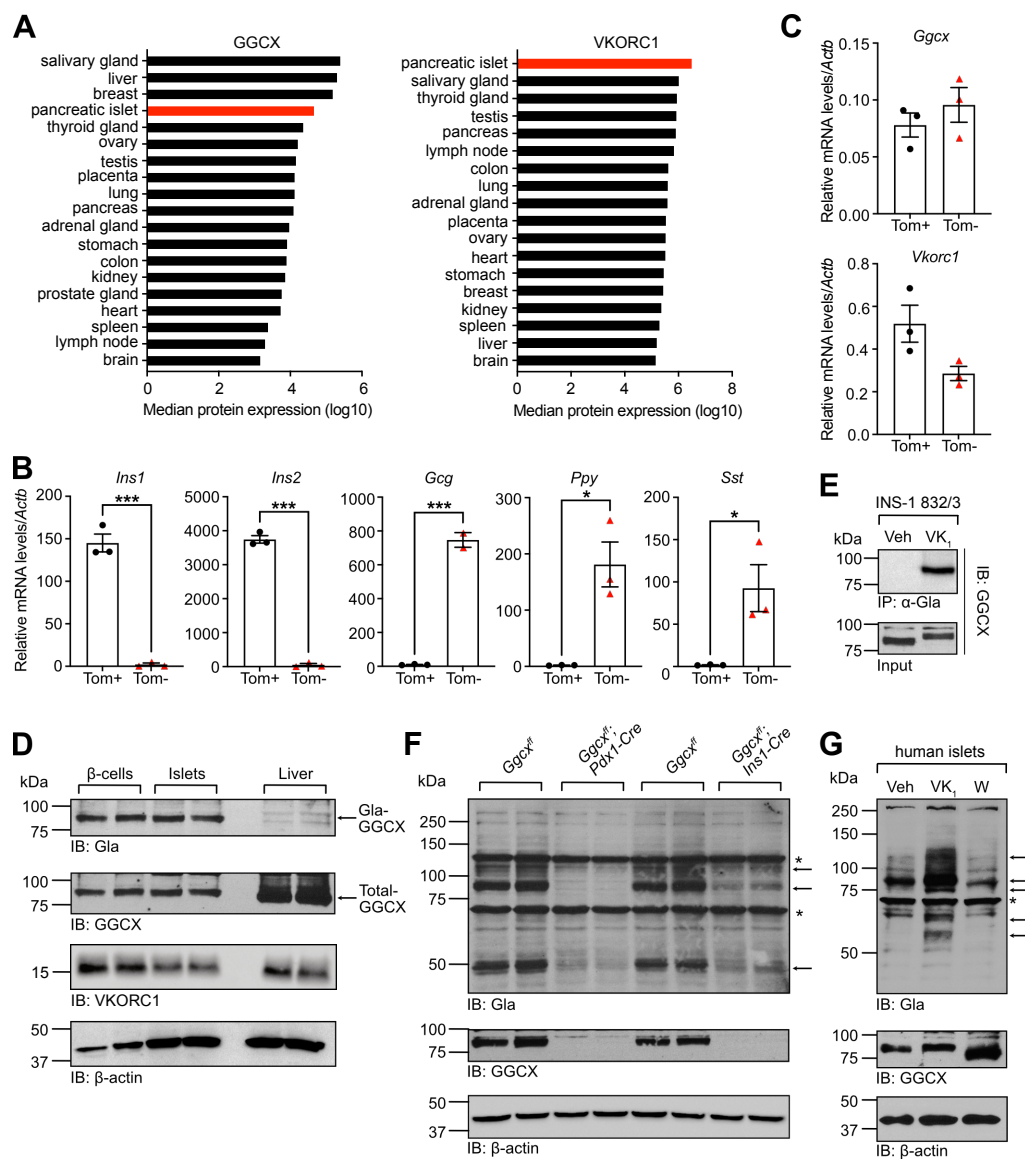 A
GGCX
salivary gland
liver
breast
pancreatic islet
thyroid gland
ovary
testis
placenta
lung
pancreas
adrenal gland
stomach
colon
kidney
prostate gland
heart
spleen
lymph node
brain
0 2 4 6
Median protein expression (log10)
VKORC1
pancreatic islet
salivary gland
thyroid gland
testis
pancreas
lymph node
colon
lung
adrenal gland
placenta
ovary
heart
stomach
breast
kidney
spleen
liver
brain
0 2 4 6 8
Median protein expression (log10)
C
Ggcx
Relative mRNA levels/Actb
0.15
0.10
0.05
0.00
Tom+ Tom-
Vkorc1
Relative mRNA levels/Actb
0.8
0.6
0.4
0.2
0.0
Tom+ Tom-
B
Relative mRNA levels/Actb
Ins1
***
200
150
100
50
0
Tom+ Tom-
Ins2
***
5000
4000
3000
2000
1000
0
Tom+ Tom-
Gcg
***
1000
800
600
400
200
0
Tom+ Tom-
Ppy
*
300
200
100
0
Tom+ Tom-
Sst
*
200
150
100
50
0
Tom+ Tom-
E
INS-1 832/3
kDa Veh VK1
100
75
IP: α-Gla
100
75
Input
IB: GGCX
D
kDa β-cells Islets Liver
100
75
Gla-
GGCX
IB: Gla
100
75
Total-
GGCX
IB: GGCX
15
IB: VKORC1
50
37
IB: β-actin
F
Ggcxf/f
Ggcxf/f;
Pdx1-Cre
Ggcxf/f
Ggcxf/f;
Ins1-Cre
kDa
250
150
100
75
50
*
*
IB: Gla
100
75
IB: GGCX
50
37
IB: β-actin
G
human islets
kDa Veh VK1 W
250
150
100
75
50
*
IB: Gla
100
75
IB: GGCX
50
37
IB: β-actin